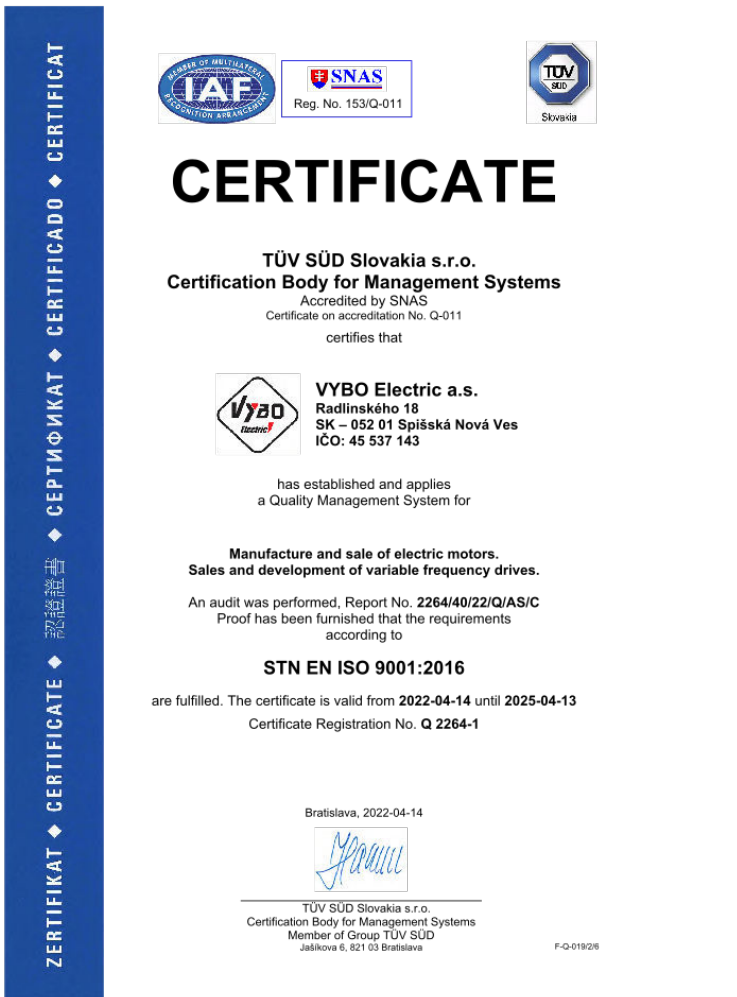 MEMBER OF MULTILATERAL
IAF
RECOGNITION ARRANGEMENT
SNAS
Reg. No. 153/Q-011
TÜV
SÜD
Slovakia
CERTIFICATE
TÜV SÜD Slovakia s.r.o.
Certification Body for Management Systems
Accredited by SNAS
Certificate on accreditation No. Q-011
certifies that
VYBO
Electric
VYBO Electric a.s.
Radlinského 18
SK – 052 01 Spišská Nová Ves
IČO: 45 537 143
has established and applies
a Quality Management System for
Manufacture and sale of electric motors.
Sales and development of variable frequency drives.
An audit was performed, Report No. 2264/40/22/Q/AS/C
Proof has been furnished that the requirements
according to
STN EN ISO 9001:2016
are fulfilled. The certificate is valid from 2022-04-14 until 2025-04-13
Certificate Registration No. Q 2264-1
Bratislava, 2022-04-14
TÜV SÜD Slovakia s.r.o.
Certification Body for Management Systems
Member of Group TÜV SÜD
Jašíkova 6, 821 03 Bratislava
F-Q-019/2/6
ZERTIFIKAT ◆ CERTIFICATE ◆ 認證證書 ◆ СЕРТИФИКАТ ◆ CERTIFICADO ◆ CERTIFICAT